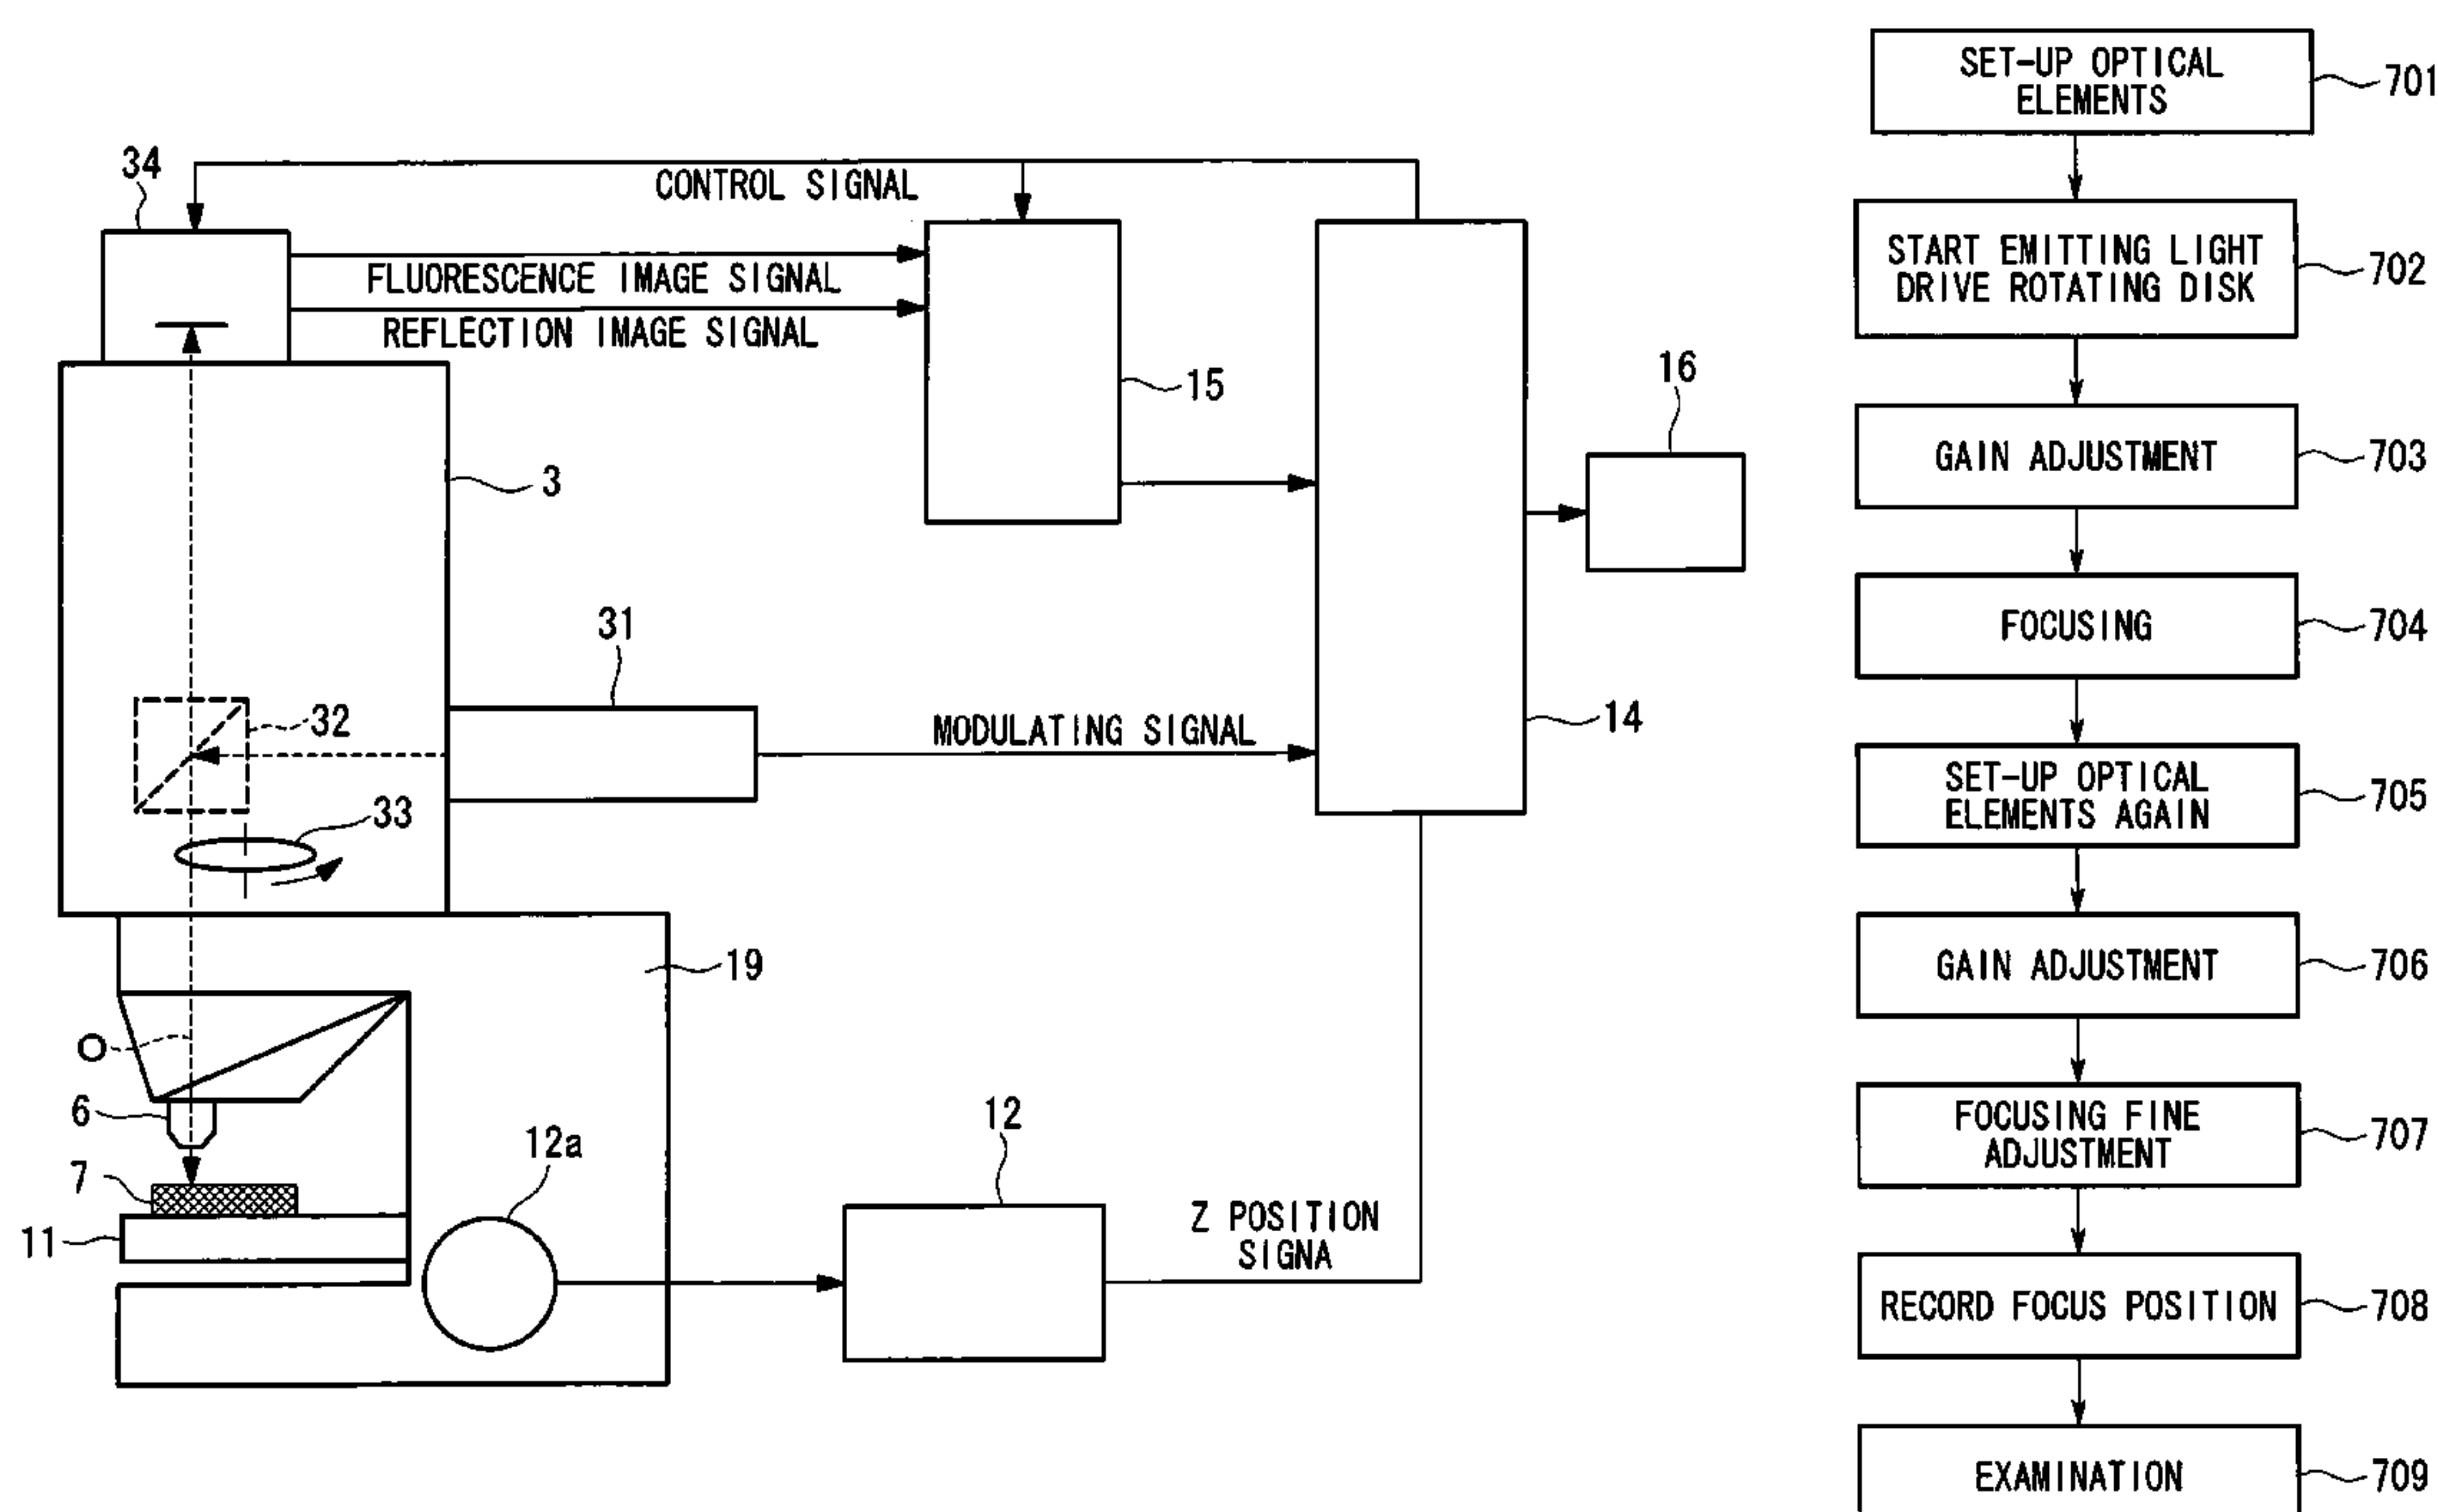 34
CONTROL SIGNAL
FLUORESCENCE IMAGE SIGNAL
REFLECTION IMAGE SIGNAL
15
16
3
31
32
MODULATING SIGNAL
14
33
19
O
6
7
12a
12
11
Z POSITION
SIGNA
SET-UP OPTICAL
ELEMENTS
701
START EMITTING LIGHT
DRIVE ROTATING DISK
702
GAIN ADJUSTMENT
703
FOCUSING
704
SET-UP OPTICAL
ELEMENTS AGAIN
705
GAIN ADJUSTMENT
706
FOCUSING FINE
ADJUSTMENT
707
RECORD FOCUS POSITION
708
EXAMINATION
709